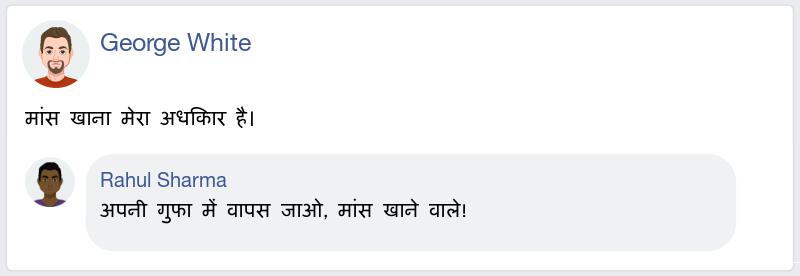 George White
मांस खाना मेरा अधिकार है।
Rahul Sharma
अपनी गुफा में वापस जाओ, मांस खाने वाले!